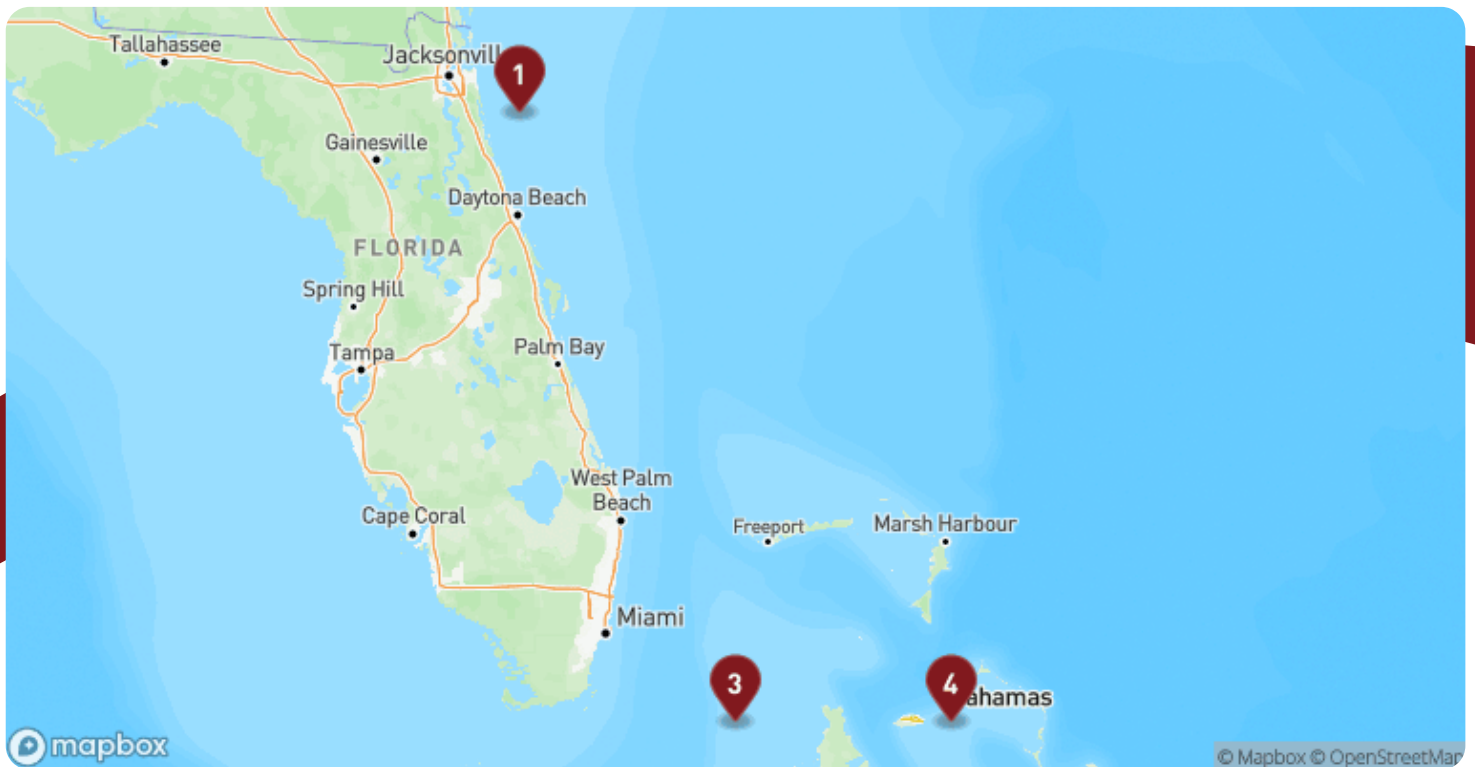 Tallahassee
Jacksonvill
1
Gainesville
Daytona Beach
FLORIDA
Spring Hill
Palm Bay
Tampa
West Palm
Beach
Cape Coral
Freeport
Marsh Harbour
Miami
3
4
ahamas
mapbox
© Mapbox © OpenStreetMap